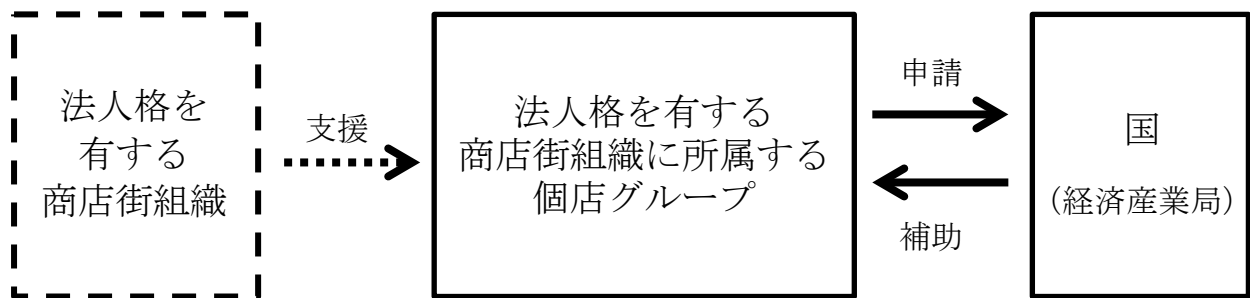 法人格を
有する
商店街組織
支援
法人格を有する
商店街組織に所属する
個店グループ
申請
補助
国
(経済産業局)